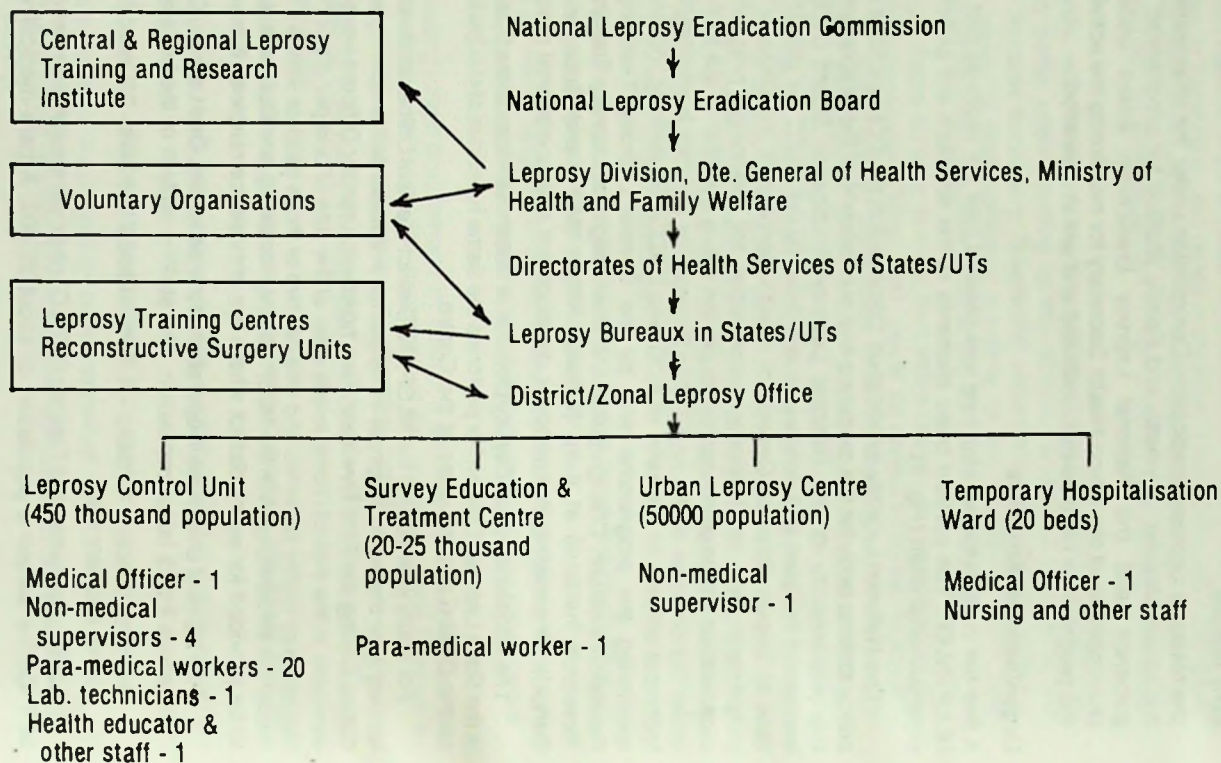 Central & Regional Leprosy
Training and Research
Institute
Voluntary Organisations
Leprosy Training Centres
Reconstructive Surgery Units
National Leprosy Eradication Commission
National Leprosy Eradication Board
Leprosy Division, Dte. General of Health Services, Ministry of
Health and Family Welfare
Directorates of Health Services of States/UTs
Leprosy Bureaux in States/UTs
District/Zonal Leprosy Office
Leprosy Control Unit
(450 thousand population)
Medical Officer - 1
Non-medical
supervisors - 4
Para-medical workers - 20
Lab. technicians - 1
Health educator &
other staff - 1
Survey Education &
Treatment Centre
(20-25 thousand
population)
Para-medical worker - 1
Urban Leprosy Centre
(50000 population)
Non-medical
supervisor - 1
Temporary Hospitalisation
Ward (20 beds)
Medical Officer - 1
Nursing and other staff